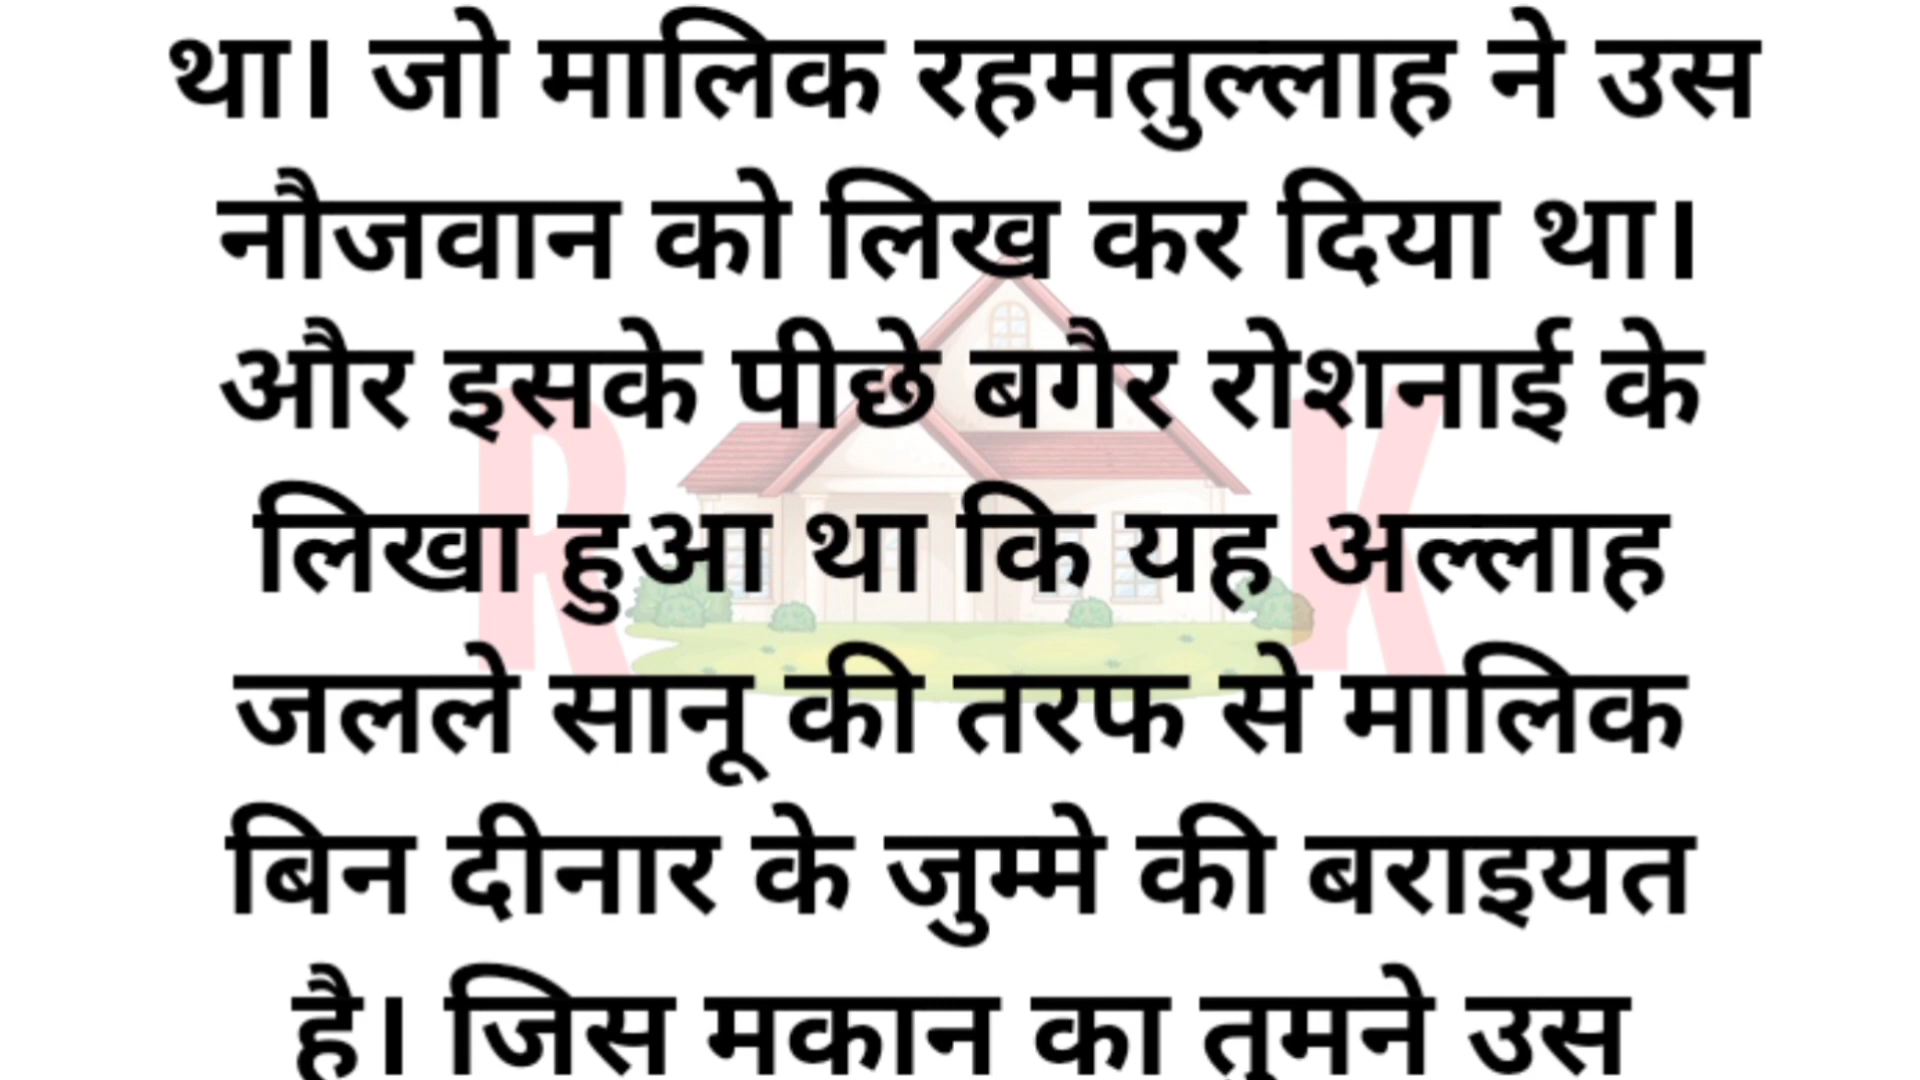 था। जो मालिक रहमतुल्लाह ने उस
नौजवान को लिख कर दिया था।
और इसके पीछे बगैर रोशनाई के
लिखा हुआ था कि यह अल्लाह
जलले सानू की तरफ से मालिक
बिन दीनार के जुम्मे की बराइयत
है। जिस मकान का तुमने उस
R K